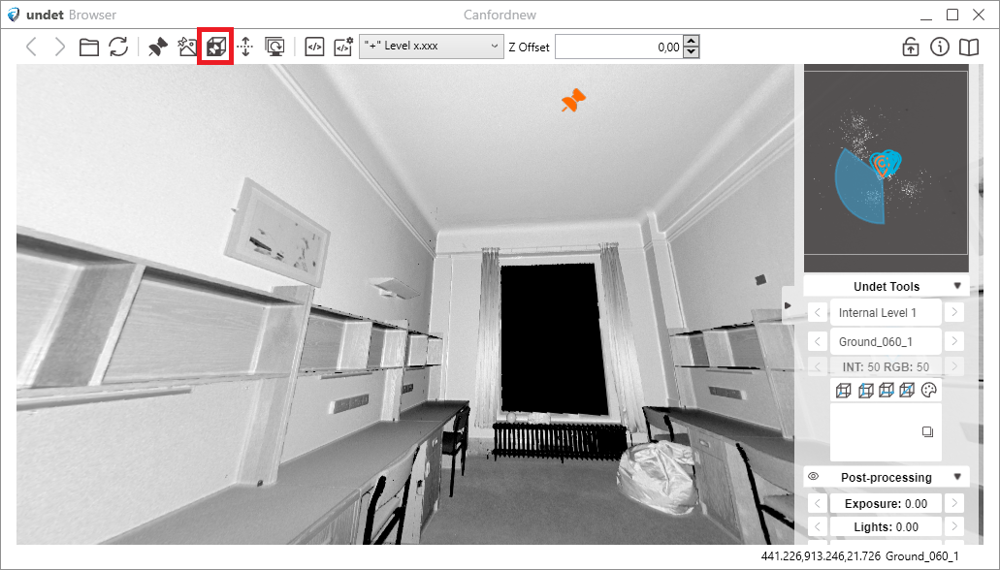 undet Browser
Canfordnew
"+" Level x.xxx
Z Offset
0,00
Undet Tools
Internal Level 1
Ground_060_1
INT: 50 RGB: 50
Post-processing
Exposure: 0.00
Lights: 0.00
441.226,913.246,21.726 Ground_060_1